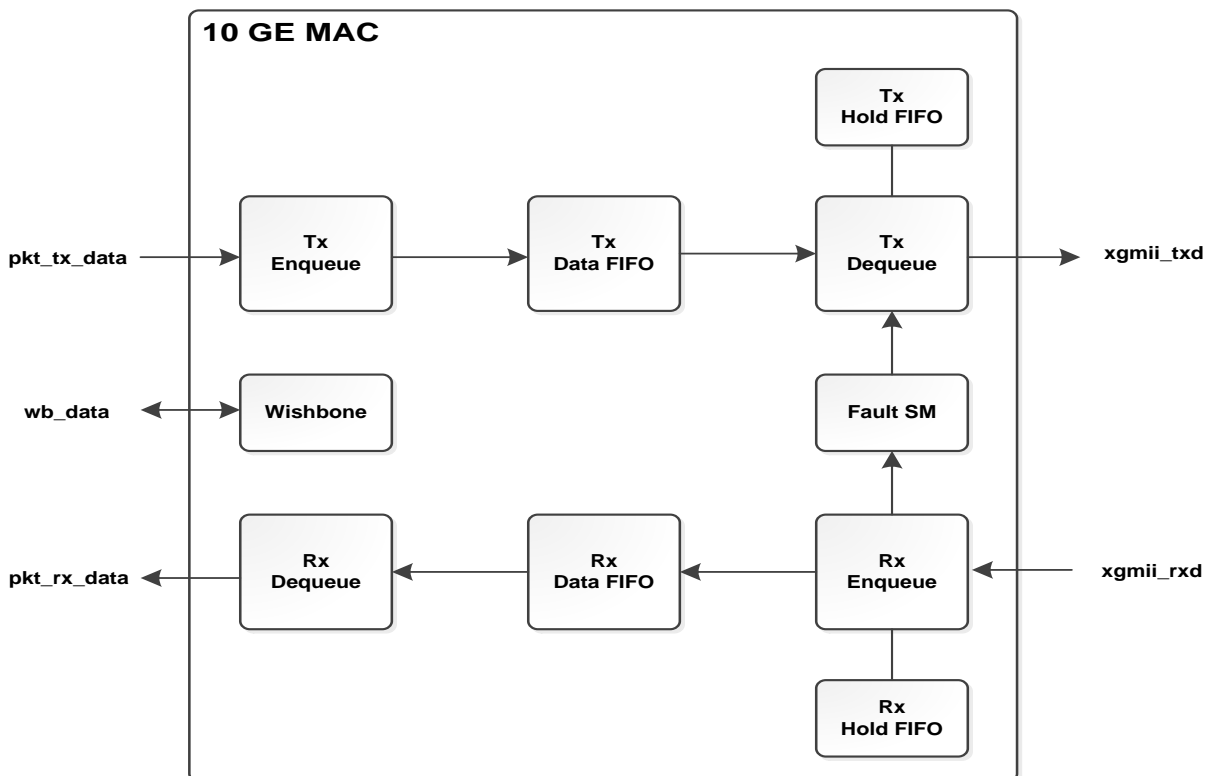 10 GE MAC
Tx
Hold FIFO
pkt_tx_data
Tx
Enqueue
Tx
Data FIFO
Tx
Dequeue
xgmii_txd
wb_data
Wishbone
Fault SM
pkt_rx_data
Rx
Dequeue
Rx
Data FIFO
Rx
Enqueue
xgmii_rxd
Rx
Hold FIFO